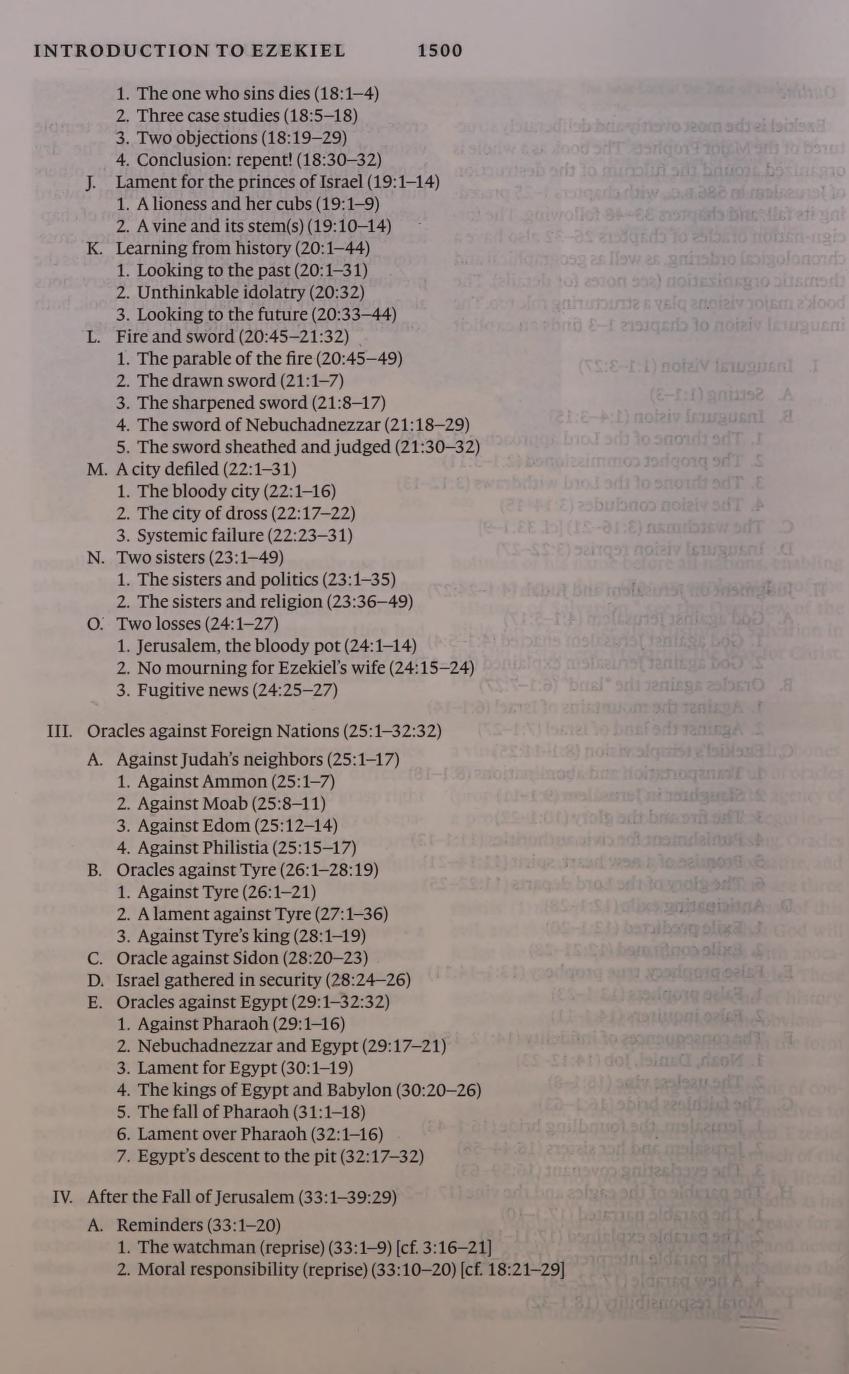 INTRODUCTION TO EZEKIEL 1500
1. The one who sins dies (18:1–4)
2. Three case studies (18:5–18)
3. Two objections (18:19–29)
4. Conclusion: repent! (18:30–32)
J. Lament for the princes of Israel (19:1–14)
1. A lioness and her cubs (19:1–9)
2. A vine and its stem(s) (19:10–14)
K. Learning from history (20:1–44)
1. Looking to the past (20:1–31)
2. Unthinkable idolatry (20:32)
3. Looking to the future (20:33–44)
L. Fire and sword (20:45–21:32)
1. The parable of the fire (20:45–49)
2. The drawn sword (21:1–7)
3. The sharpened sword (21:8–17)
4. The sword of Nebuchadnezzar (21:18–29)
5. The sword sheathed and judged (21:30–32)
M. A city defiled (22:1–31)
1. The bloody city (22:1–16)
2. The city of dross (22:17–22)
3. Systemic failure (22:23–31)
N. Two sisters (23:1–49)
1. The sisters and politics (23:1–35)
2. The sisters and religion (23:36–49)
O. Two losses (24:1–27)
1. Jerusalem, the bloody pot (24:1–14)
2. No mourning for Ezekiel's wife (24:15–24)
3. Fugitive news (24:25–27)
III. Oracles against Foreign Nations (25:1–32:32)
A. Against Judah's neighbors (25:1–17)
1. Against Ammon (25:1–7)
2. Against Moab (25:8–11)
3. Against Edom (25:12–14)
4. Against Philistia (25:15–17)
B. Oracles against Tyre (26:1–28:19)
1. Against Tyre (26:1–21)
2. A lament against Tyre (27:1–36)
3. Against Tyre's king (28:1–19)
C. Oracle against Sidon (28:20–23)
D. Israel gathered in security (28:24–26)
E. Oracles against Egypt (29:1–32:32)
1. Against Pharaoh (29:1–16)
2. Nebuchadnezzar and Egypt (29:17–21)
3. Lament for Egypt (30:1–19)
4. The kings of Egypt and Babylon (30:20–26)
5. The fall of Pharaoh (31:1–18)
6. Lament over Pharaoh (32:1–16)
7. Egypt's descent to the pit (32:17–32)
IV. After the Fall of Jerusalem (33:1–39:29)
A. Reminders (33:1–20)
1. The watchman (reprise) (33:1–9) [cf. 3:16–21]
2. Moral responsibility (reprise) (33:10–20) [cf. 18:21–29]